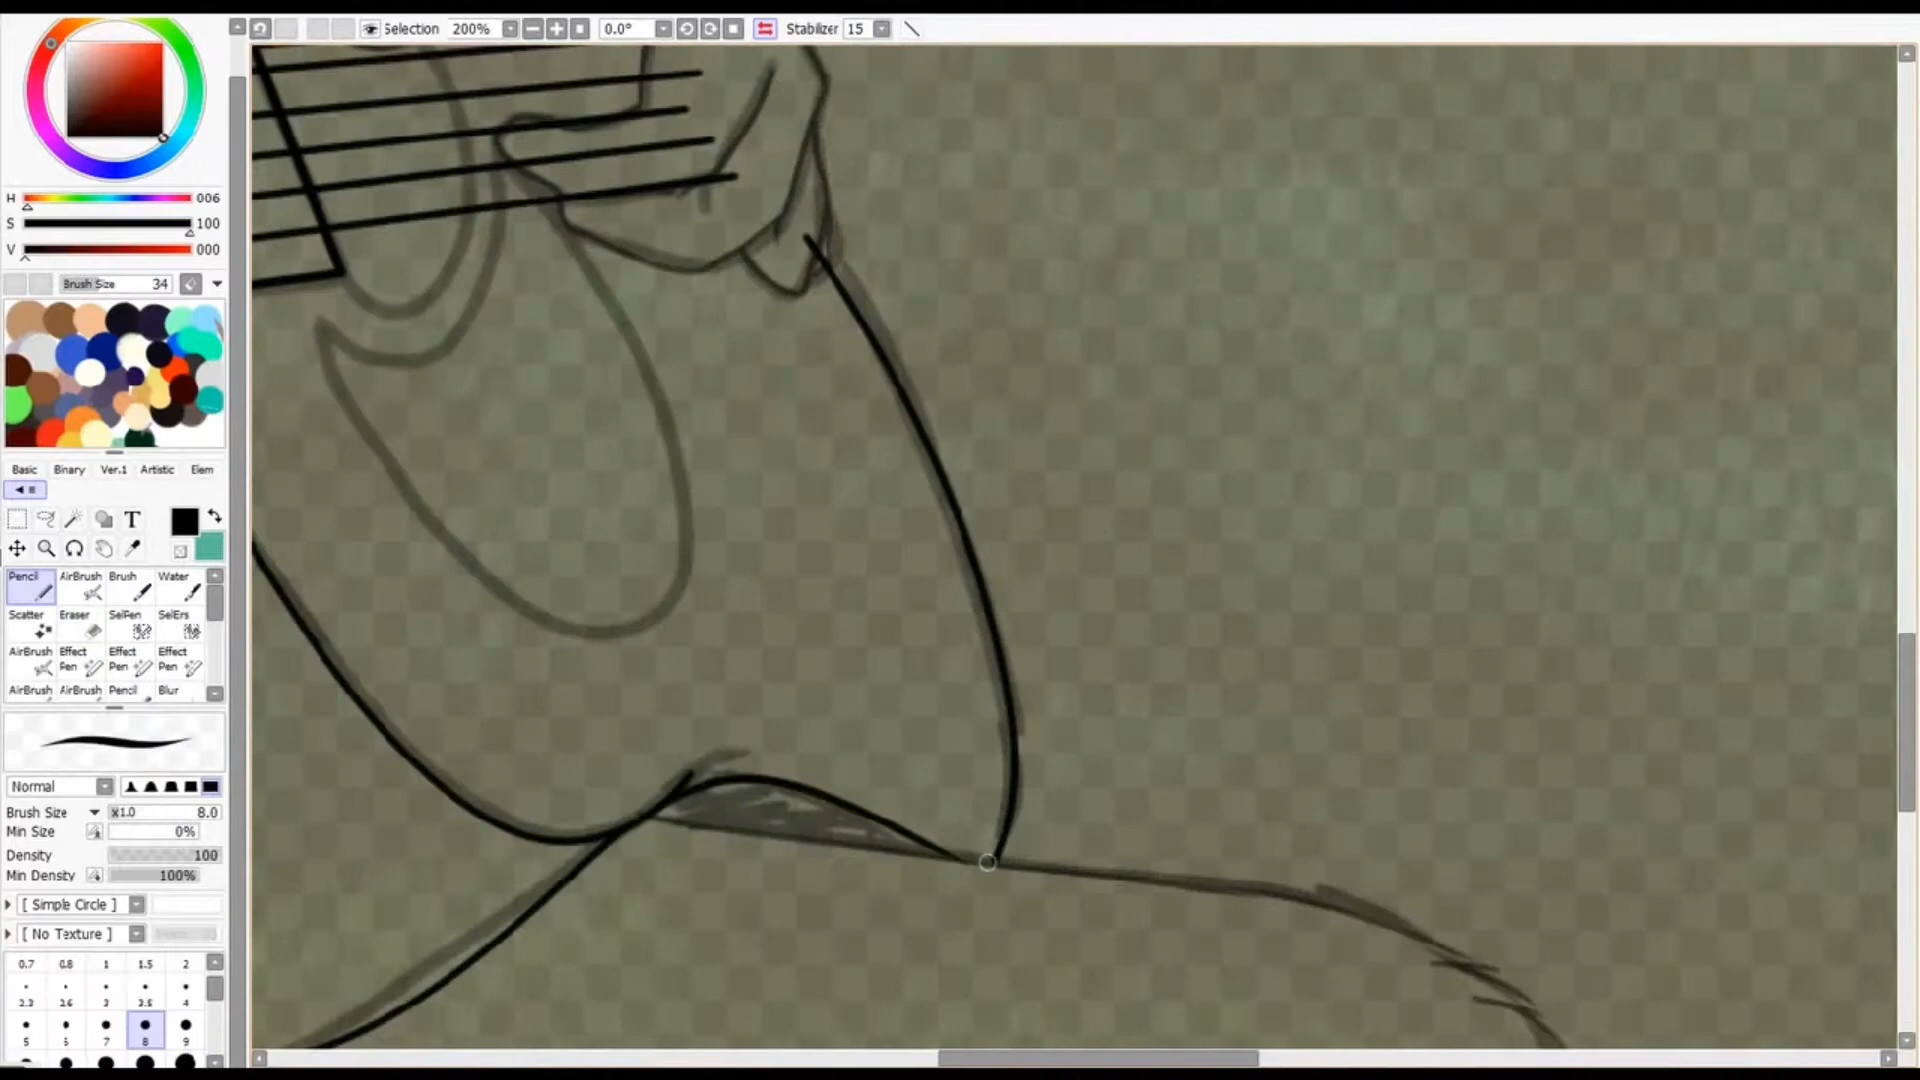 Selection 200% 0.0° Stabilizer 15
H 006
S 100
V 000
Brush Size 34
Basic Binary Ver.1 Artistic Elem
T
Pencil AirBrush Brush Water
Scatter Eraser SelPen SelErs
AirBrush Effect Pen Effect Pen Effect Pen
AirBrush AirBrush Pencil Blur
Normal
Brush Size x1.0 8.0
Min Size 0%
Density 100
Min Density 100%
[ Simple Circle ]
[ No Texture ]
0.7 0.8 1 1.5 2
2.3 2.6 3 3.5 4
5 6 7 8 9